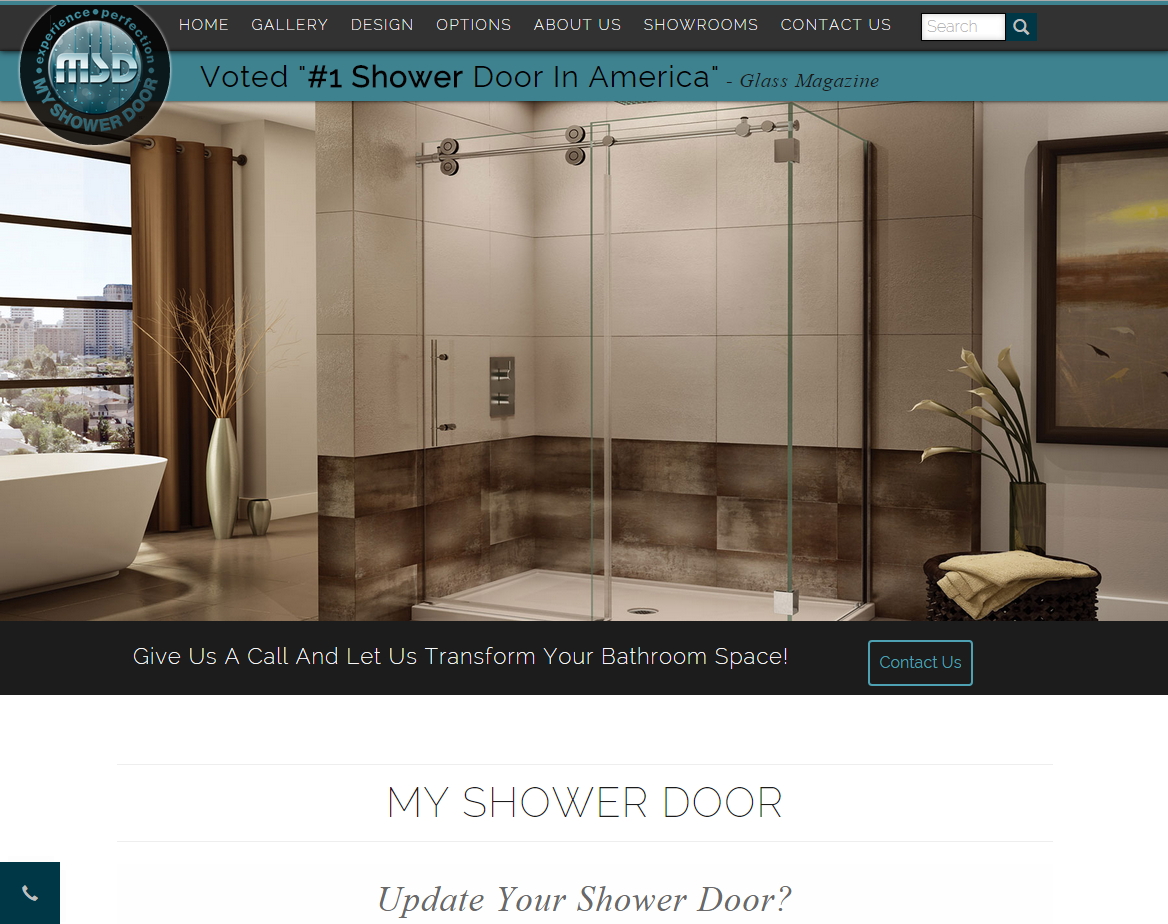 HOME GALLERY DESIGN OPTIONS ABOUT US SHOWROOMS CONTACT US Search
experience • perfection
MSD
MY SHOWER DOOR
Voted "#1 Shower Door In America" - Glass Magazine
Give Us A Call And Let Us Transform Your Bathroom Space!
Contact Us
MY SHOWER DOOR
Update Your Shower Door?